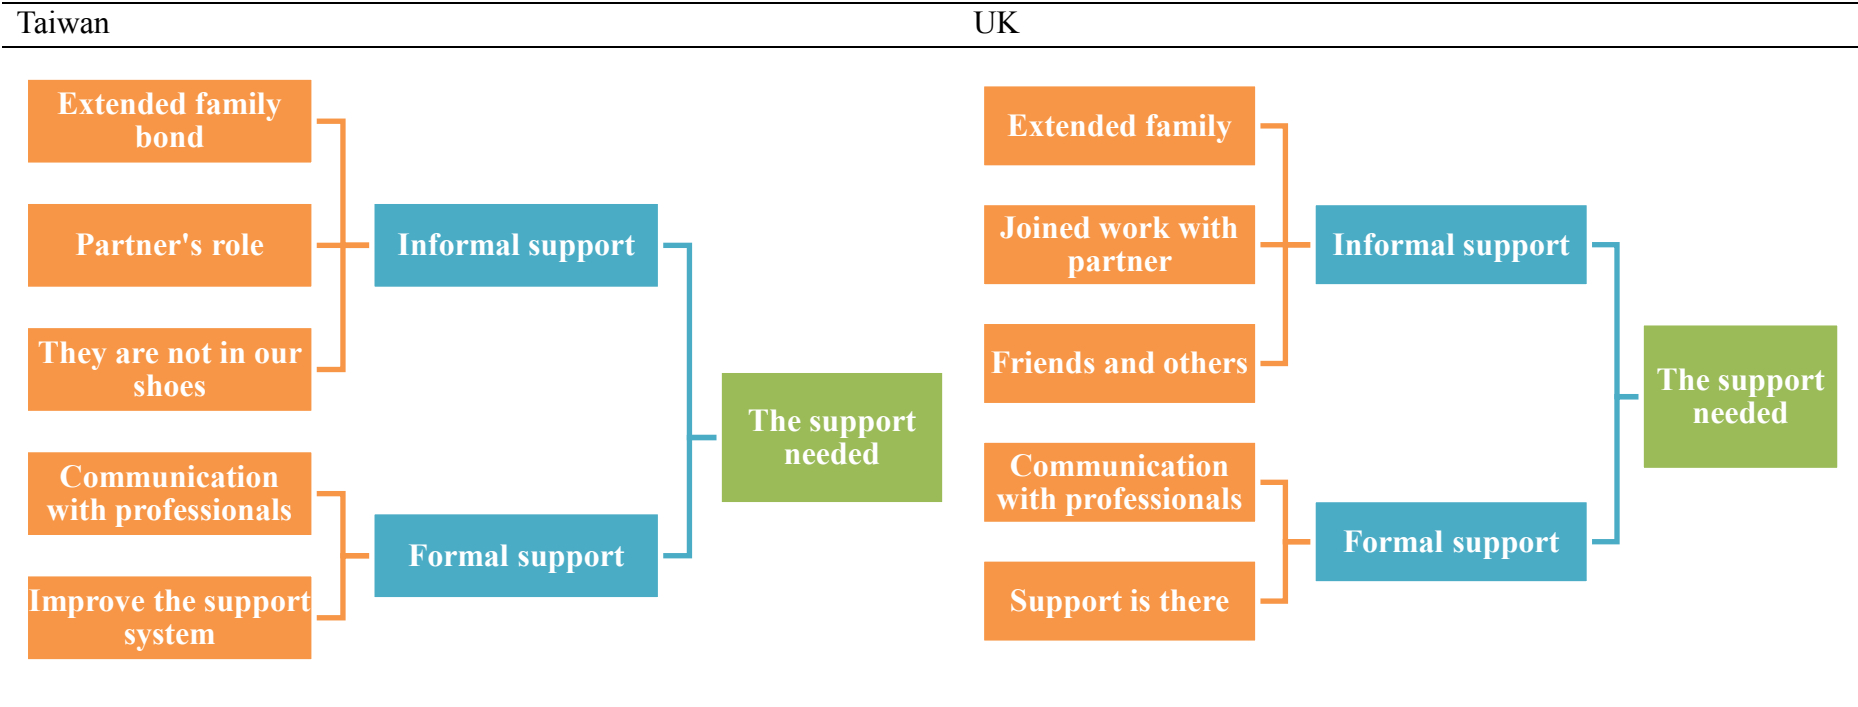 Taiwan
UK
Extended family
bond
Partner's role
They are not in our
shoes
Communication
with professionals
Improve the support
system
Informal support
Formal support
The support
needed
Extended family
Joined work with
partner
Friends and others
Communication
with professionals
Support is there
Informal support
Formal support
The support
needed